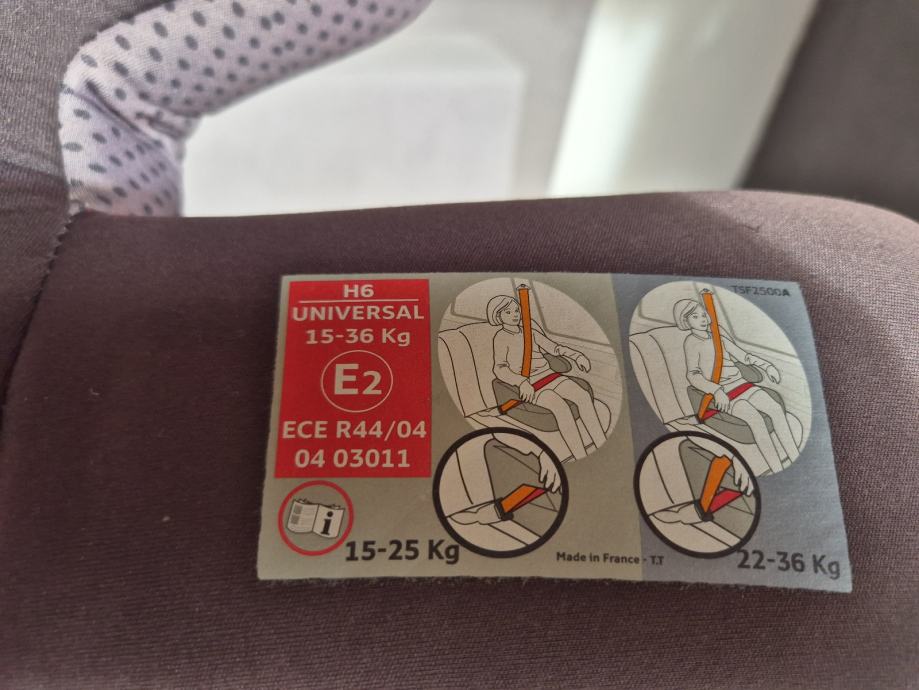 H6
UNIVERSAL
15-36 Kg
E2
ECE R44/04
04 03011
i
15-25 Kg
Made in France - T.T
TSF2500A
22-36 Kg